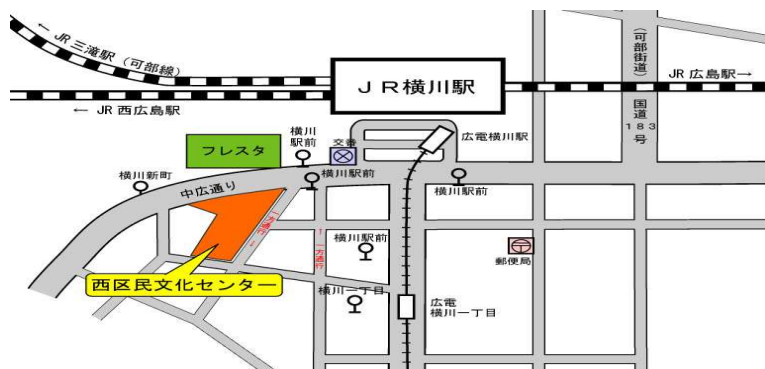 ← JR 三滝駅（可部線）
← JR 西広島駅
ＪＲ横川駅
JR 広島駅→
（可部街道）
国道
183
号
フレスタ
横川
駅前
交番
広電横川駅
横川新町
中広通り
横川駅前
横川駅前
一方通行
↑ 一方通行
横川駅前
郵便局
西区民文化センター
横川一丁目
広電
横川一丁目